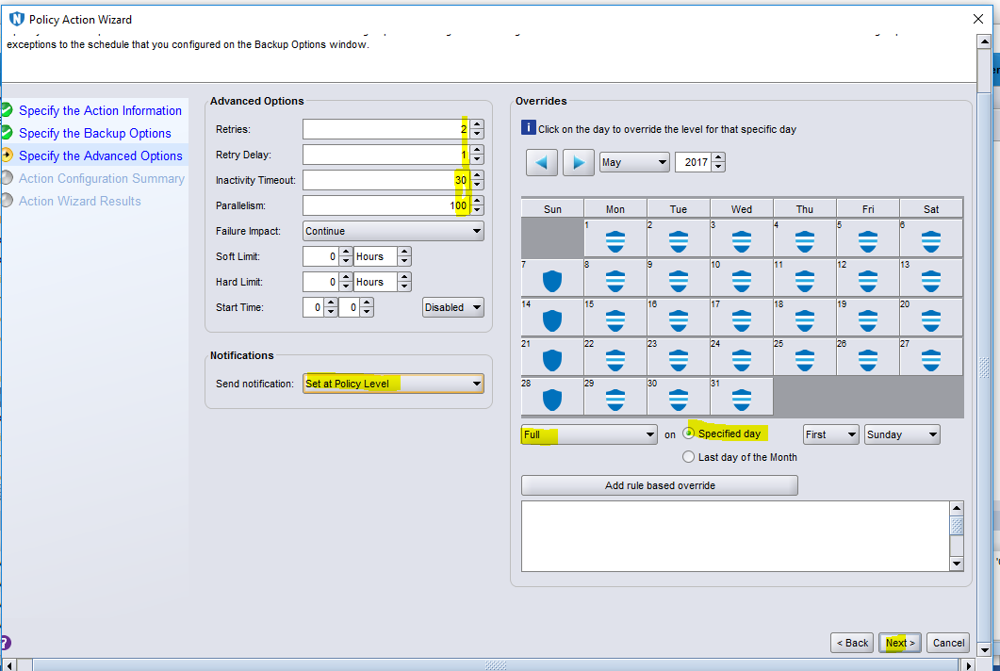 Policy Action Wizard
exceptions to the schedule that you configured on the Backup Options window.
Specify the Action Information
Specify the Backup Options
Specify the Advanced Options
Action Configuration Summary
Action Wizard Results
Advanced Options
Retries: 2
Retry Delay: 1
Inactivity Timeout: 30
Parallelism: 100
Failure Impact: Continue
Soft Limit: 0 Hours
Hard Limit: 0 Hours
Start Time: 0 0 Disabled
Notifications
Send notification: Set at Policy Level
Overrides
i Click on the day to override the level for that specific day
May 2017
Sun Mon Tue Wed Thu Fri Sat
1 2 3 4 5 6
7 8 9 10 11 12 13
14 15 16 17 18 19 20
21 22 23 24 25 26 27
28 29 30 31
Full on Specified day First Sunday
Last day of the Month
Add rule based override
< Back Next > Cancel